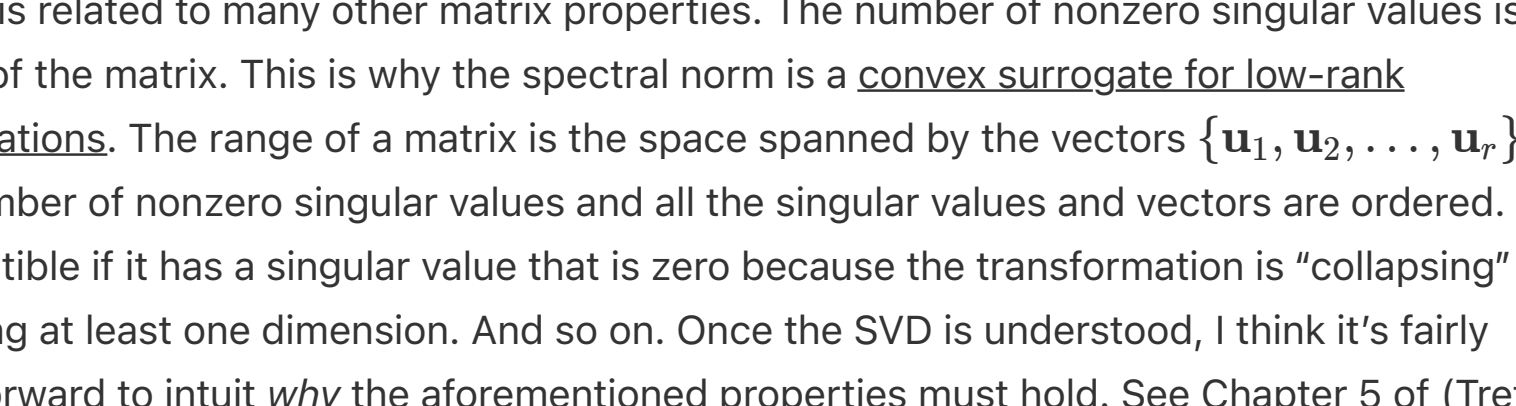 is related to many other matrix properties. The number of nonzero singular values is
of the matrix. This is why the spectral norm is a convex surrogate for low-rank
ations. The range of a matrix is the space spanned by the vectors {u₁, u₂, . . . , uᵣ}
mber of nonzero singular values and all the singular values and vectors are ordered.
tible if it has a singular value that is zero because the transformation is “collapsing”
ng at least one dimension. And so on. Once the SVD is understood, I think it’s fairly
orward to intuit why the aforementioned properties must hold. See Chapter 5 of (Tref